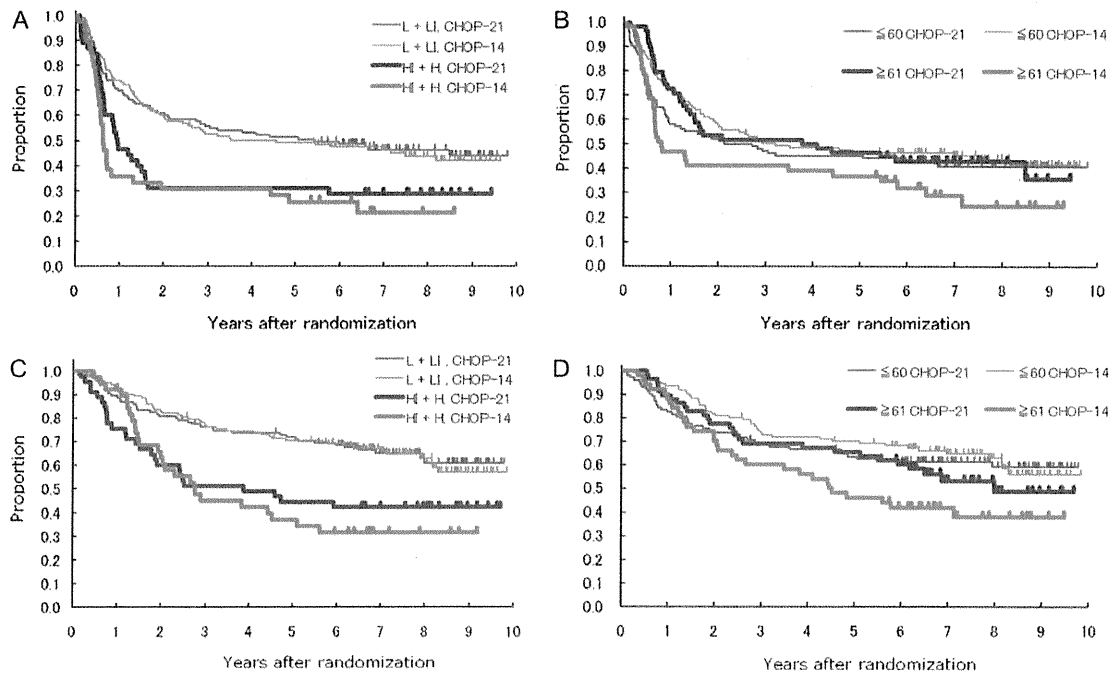 A
1.0
0.9
0.8
0.7
0.6
0.5
0.4
0.3
0.2
0.1
0.0
Proportion
L + LI, CHOP-21
L + LI, CHOP-14
HI + H, CHOP-21
HI + H, CHOP-14
0 1 2 3 4 5 6 7 8 9 10
Years after randomization
B
1.0
0.9
0.8
0.7
0.6
0.5
0.4
0.3
0.2
0.1
0.0
Proportion
≦60 CHOP-21
≦60 CHOP-14
≧61 CHOP-21
≧61 CHOP-14
0 1 2 3 4 5 6 7 8 9 10
Years after randomization
C
1.0
0.9
0.8
0.7
0.6
0.5
0.4
0.3
0.2
0.1
0.0
Proportion
L + LI, CHOP-21
L + LI, CHOP-14
HI + H, CHOP-21
HI + H, CHOP-14
0 1 2 3 4 5 6 7 8 9 10
Years after randomization
D
1.0
0.9
0.8
0.7
0.6
0.5
0.4
0.3
0.2
0.1
0.0
Proportion
≦60 CHOP-21
≦60 CHOP-14
≧61 CHOP-21
≧61 CHOP-14
0 1 2 3 4 5 6 7 8 9 10
Years after randomization